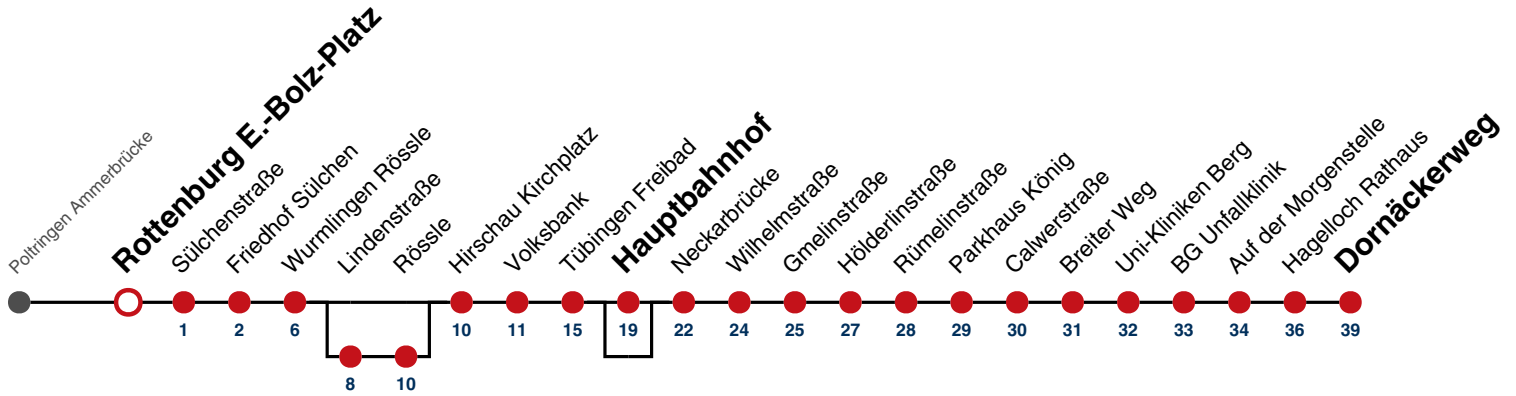 Poltringen Ammerbrücke
Rottenburg E.-Bolz-Platz
Sülchenstraße
Friedhof Sülchen
Wurmlingen Rössle
Lindenstraße
Rössle
Hirschau Kirchplatz
Volksbank
Tübingen Freibad
Hauptbahnhof
Neckarbrücke
Wilhelmstraße
Gmelinstraße
Hölderlinstraße
Rümelinstraße
Parkhaus König
Calwerstraße
Breiter Weg
Uni-Kliniken Berg
BG Unfallklinik
Auf der Morgenstelle
Hagelloch Rathaus
Dornäckerweg
1 2 6 10 11 15 19 22 24 25 27 28 29 30 31 32 33 34 36 39
8 10